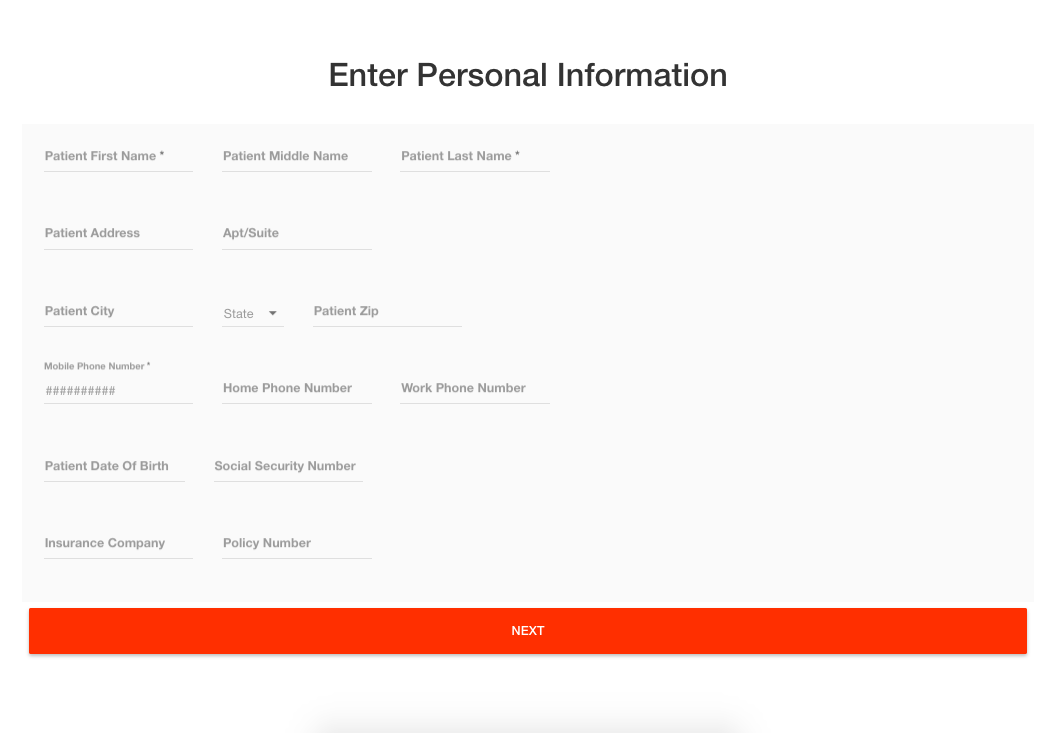 Enter Personal Information
Patient First Name * Patient Middle Name Patient Last Name *
Patient Address Apt/Suite
Patient City State Patient Zip
Mobile Phone Number *
########## Home Phone Number Work Phone Number
Patient Date Of Birth Social Security Number
Insurance Company Policy Number
NEXT